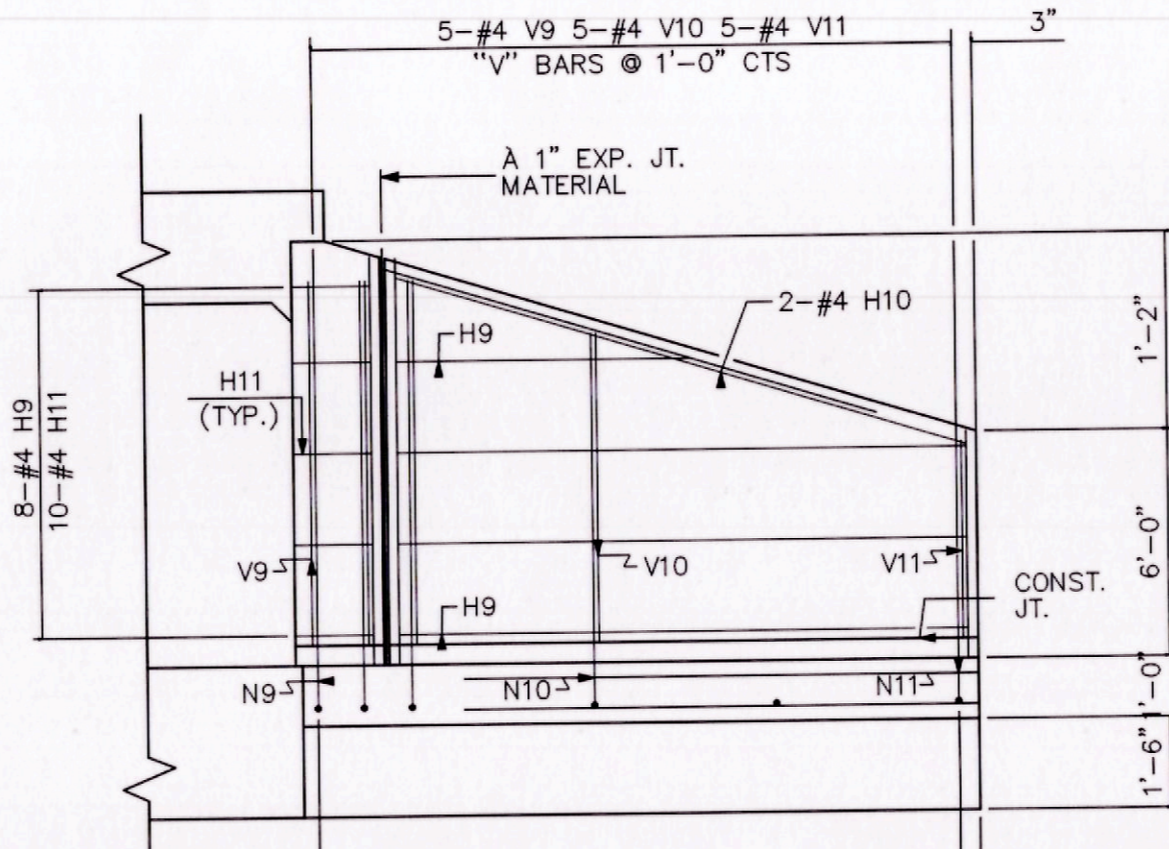 5-#4 V9 5-#4 V10 5-#4 V11
"V" BARS @ 1'-0" CTS
3"
À 1" EXP. JT.
MATERIAL
2-#4 H10
1'-2"
H9
H11
(TYP.)
8-#4 H9
10-#4 H11
V9
V10
V11
6'-0"
CONST.
JT.
H9
N9
N10
N11
1'-0"
1'-6"